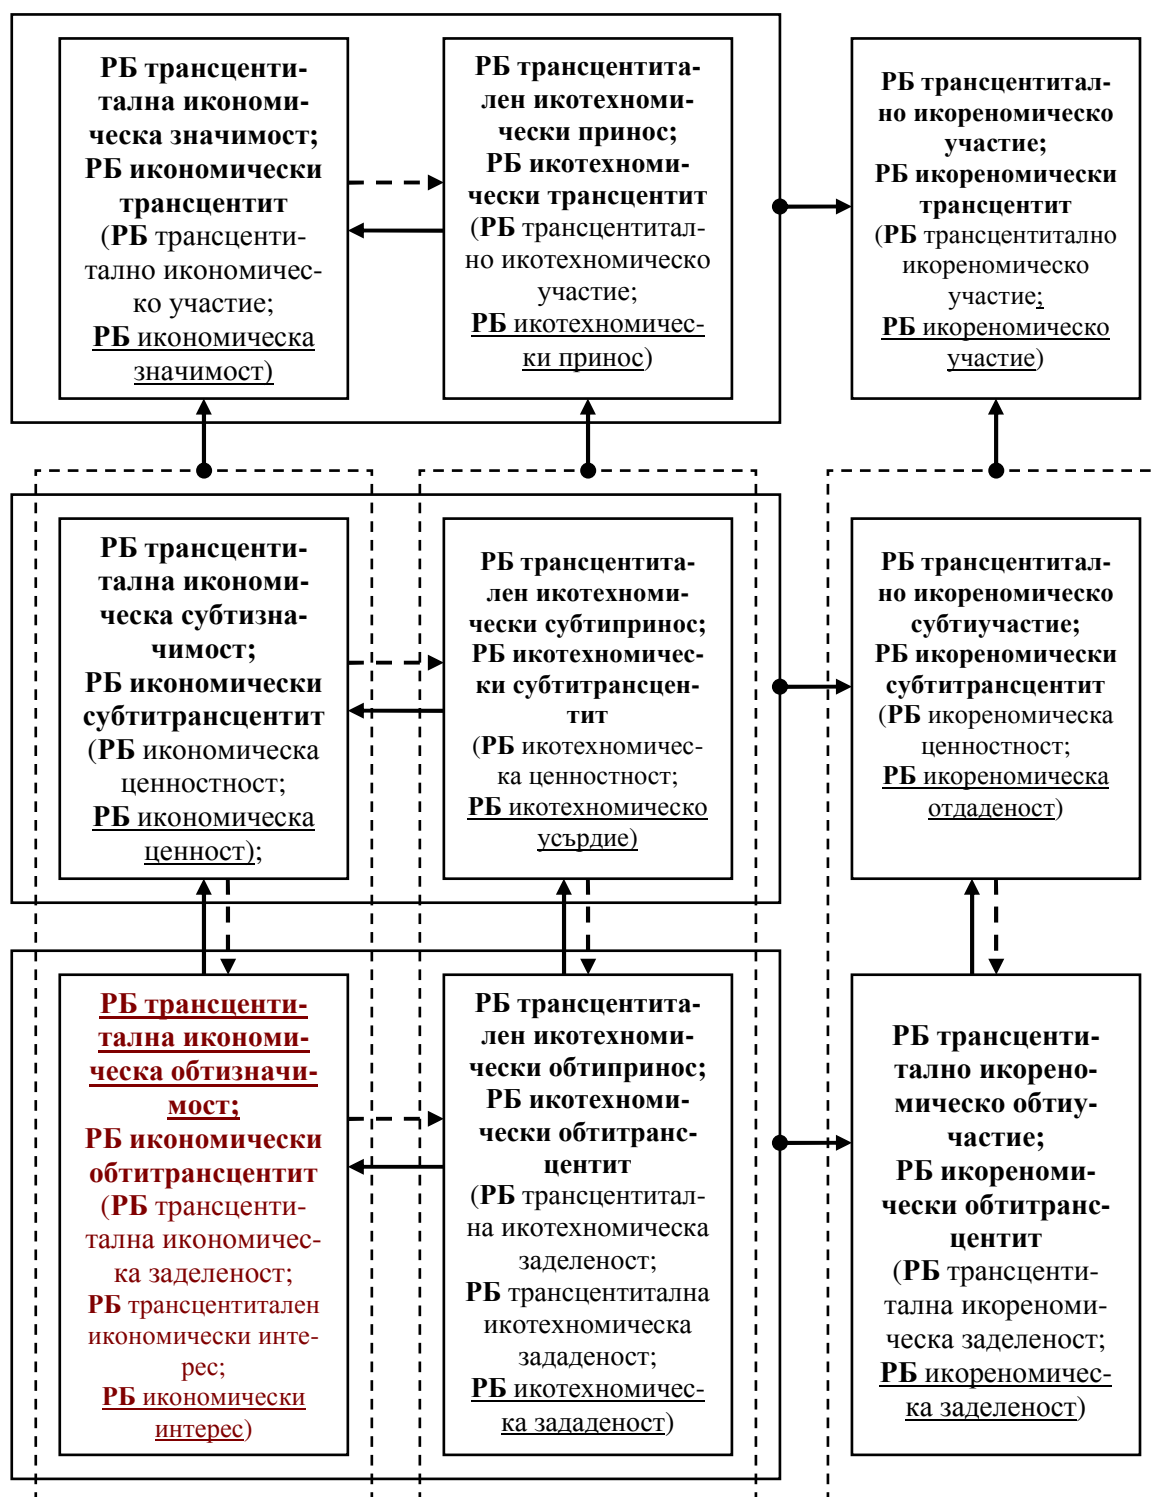 РБ трансценти-
тална икономи-
ческа значимост;
РБ икономически
трансцентит
(РБ трансценти-
тално икономичес-
ко участие;
РБ икономическа
значимост)
РБ трансцентита-
лен икотехноми-
чески принос;
РБ икотехноми-
чески трансцентит
(РБ трансцентитал-
но икотехномическо
участие;
РБ икотехномичес-
ки принос)
РБ трансцентитал-
но икореномическо
участие;
РБ икореномически
трансцентит
(РБ трансцентитално
икореномическо
участие;
РБ икореномическо
участие)
РБ трансценти-
тална икономи-
ческа субтизна-
чимост;
РБ икономически
субтитрансцентит
(РБ икономическа
ценностност;
РБ икономическа
ценност);
РБ трансцентита-
лен икотехноми-
чески субтипринос;
РБ икотехномичес-
ки субтитрансцен-
тит
(РБ икотехномичес-
ка ценностност;
РБ икотехномическо
усърдие)
РБ трансцентитал-
но икореномическо
субтиучастие;
РБ икореномически
субтитрансцентит
(РБ икореномическа
ценностност;
РБ икореномическа
отдаденост)
РБ трансценти-
тална икономи-
ческа обтизначи-
мост;
РБ икономически
обтитрансцентит
(РБ трансценти-
тална икономичес-
ка заделеност;
РБ трансцентитален
икономически инте-
рес;
РБ икономически
интерес)
РБ трансцентита-
лен икотехноми-
чески обтипринос;
РБ икотехноми-
чески обтитранс-
центит
(РБ трансцентитал-
на икотехномическа
заделеност;
РБ трансцентитална
икотехномическа
зададеност;
РБ икотехномичес-
ка зададеност)
РБ трансценти-
тално икорено-
мическо обтиу-
частие;
РБ икореноми-
чески обтитранс-
центит
(РБ трансценти-
тална икореноми-
ческа заделеност;
РБ икореномичес-
ка заделеност)